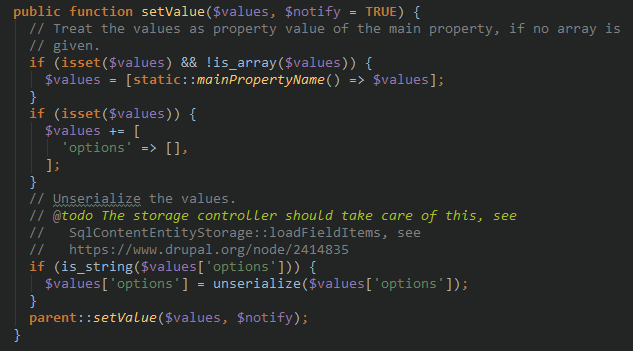 public function setValue($values, $notify = TRUE) {
  // Treat the values as property value of the main property, if no array is
  // given.
  if (isset($values) && !is_array($values)) {
    $values = [static::mainPropertyName() => $values];
  }
  if (isset($values)) {
    $values += [
      'options' => [],
    ];
  }
  // Unserialize the values.
  // @todo The storage controller should take care of this, see
  //   SqlContentEntityStorage::loadFieldItems, see
  //   https://www.drupal.org/node/2414835
  if (is_string($values['options'])) {
    $values['options'] = unserialize($values['options']);
  }
  parent::setValue($values, $notify);
}